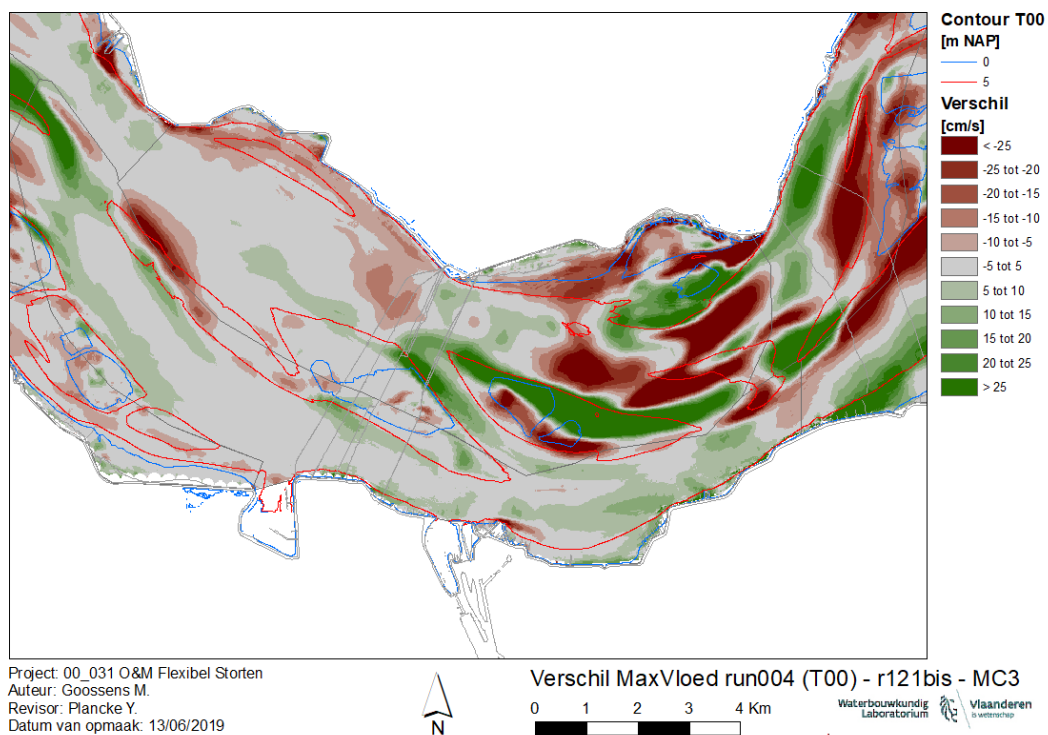 Contour T00
[m NAP]
0
5
Verschil
[cm/s]
< -25
-25 tot -20
-20 tot -15
-15 tot -10
-10 tot -5
-5 tot 5
5 tot 10
10 tot 15
15 tot 20
20 tot 25
> 25
Project: 00_031 O&M Flexibel Storten
Auteur: Goossens M.
Revisor: Plancke Y.
Datum van opmaak: 13/06/2019
N
Verschil MaxVloed run004 (T00) - r121bis - MC3
0 1 2 3 4 Km
Waterbouwkundig
Laboratorium
Vlaanderen
is wetenschap